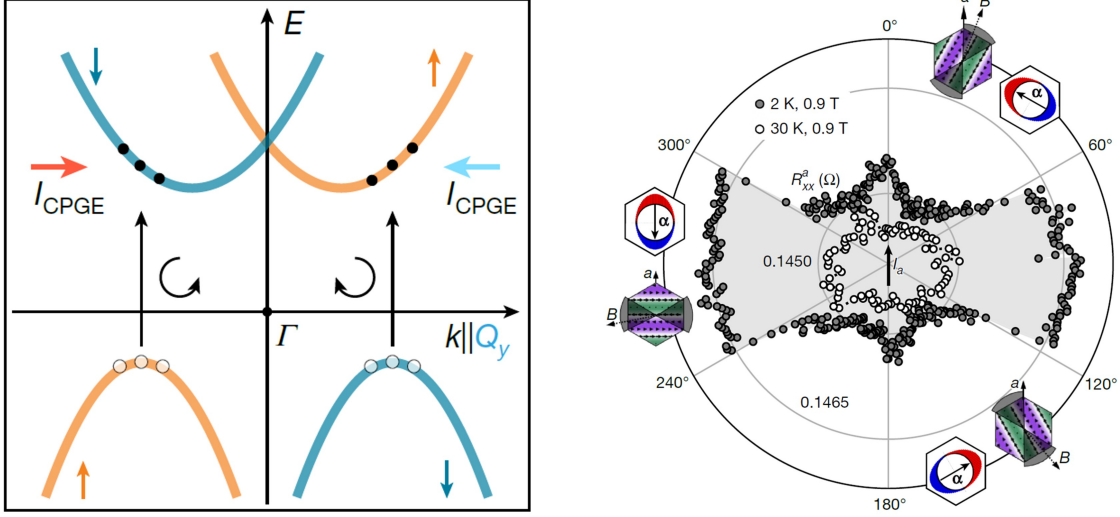 E
I_CPGE
I_CPGE
Γ
k||Q_y
0°
60°
120°
180°
240°
300°
2 K, 0.9 T
30 K, 0.9 T
R^a_xx (Ω)
0.1450
0.1465
I_a
a
B
α
α
a
B
a
B
α